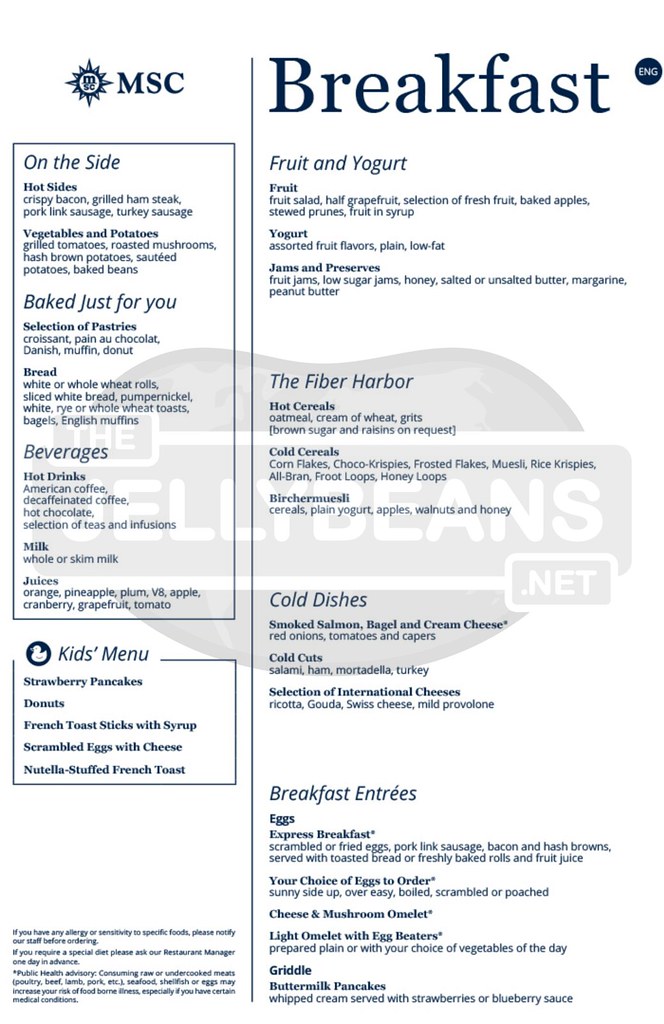 MSC
msc
Breakfast
ENG
On the Side
Hot Sides
crispy bacon, grilled ham steak,
pork link sausage, turkey sausage
Vegetables and Potatoes
grilled tomatoes, roasted mushrooms,
hash brown potatoes, sautéed
potatoes, baked beans
Baked Just for you
Selection of Pastries
croissant, pain au chocolat,
Danish, muffin, donut
Bread
white or whole wheat rolls,
sliced white bread, pumpernickel,
white, rye or whole wheat toasts,
bagels, English muffins
Beverages
Hot Drinks
American coffee,
decaffeinated coffee,
hot chocolate,
selection of teas and infusions
Milk
whole or skim milk
Juices
orange, pineapple, plum, V8, apple,
cranberry, grapefruit, tomato
Kids' Menu
Strawberry Pancakes
Donuts
French Toast Sticks with Syrup
Scrambled Eggs with Cheese
Nutella-Stuffed French Toast
If you have any allergy or sensitivity to specific foods, please notify
our staff before ordering.
If you require a special diet please ask our Restaurant Manager
one day in advance.
*Public Health advisory: Consuming raw or undercooked meats
(poultry, beef, lamb, pork, etc.), seafood, shellfish or eggs may
increase your risk of food borne illness, especially if you have certain
medical conditions.
Fruit and Yogurt
Fruit
fruit salad, half grapefruit, selection of fresh fruit, baked apples,
stewed prunes, fruit in syrup
Yogurt
assorted fruit flavors, plain, low-fat
Jams and Preserves
fruit jams, low sugar jams, honey, salted or unsalted butter, margarine,
peanut butter
The Fiber Harbor
Hot Cereals
oatmeal, cream of wheat, grits
[brown sugar and raisins on request]
Cold Cereals
Corn Flakes, Choco-Krispies, Frosted Flakes, Muesli, Rice Krispies,
All-Bran, Froot Loops, Honey Loops
Birchermuesli
cereals, plain yogurt, apples, walnuts and honey
Cold Dishes
Smoked Salmon, Bagel and Cream Cheese*
red onions, tomatoes and capers
Cold Cuts
salami, ham, mortadella, turkey
Selection of International Cheeses
ricotta, Gouda, Swiss cheese, mild provolone
Breakfast Entrées
Eggs
Express Breakfast*
scrambled or fried eggs, pork link sausage, bacon and hash browns,
served with toasted bread or freshly baked rolls and fruit juice
Your Choice of Eggs to Order*
sunny side up, over easy, boiled, scrambled or poached
Cheese & Mushroom Omelet*
Light Omelet with Egg Beaters*
prepared plain or with your choice of vegetables of the day
Griddle
Buttermilk Pancakes
whipped cream served with strawberries or blueberry sauce
THE
JELLYBEANS
.NET